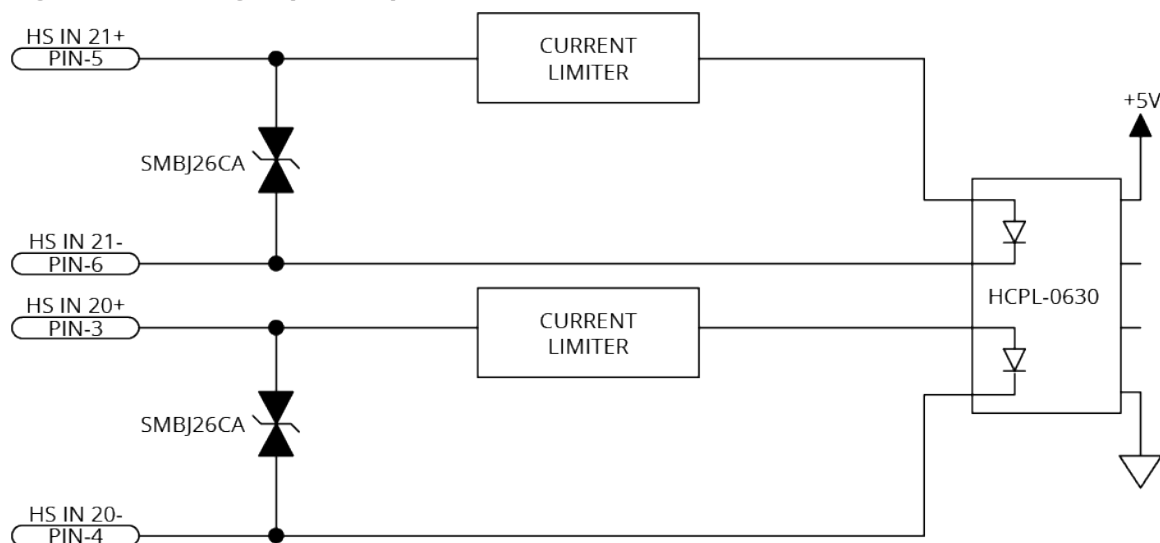 HS IN 21+
PIN-5
CURRENT
LIMITER
+5V
SMBJ26CA
HS IN 21-
PIN-6
HS IN 20+
PIN-3
CURRENT
LIMITER
HCPL-0630
SMBJ26CA
HS IN 20-
PIN-4